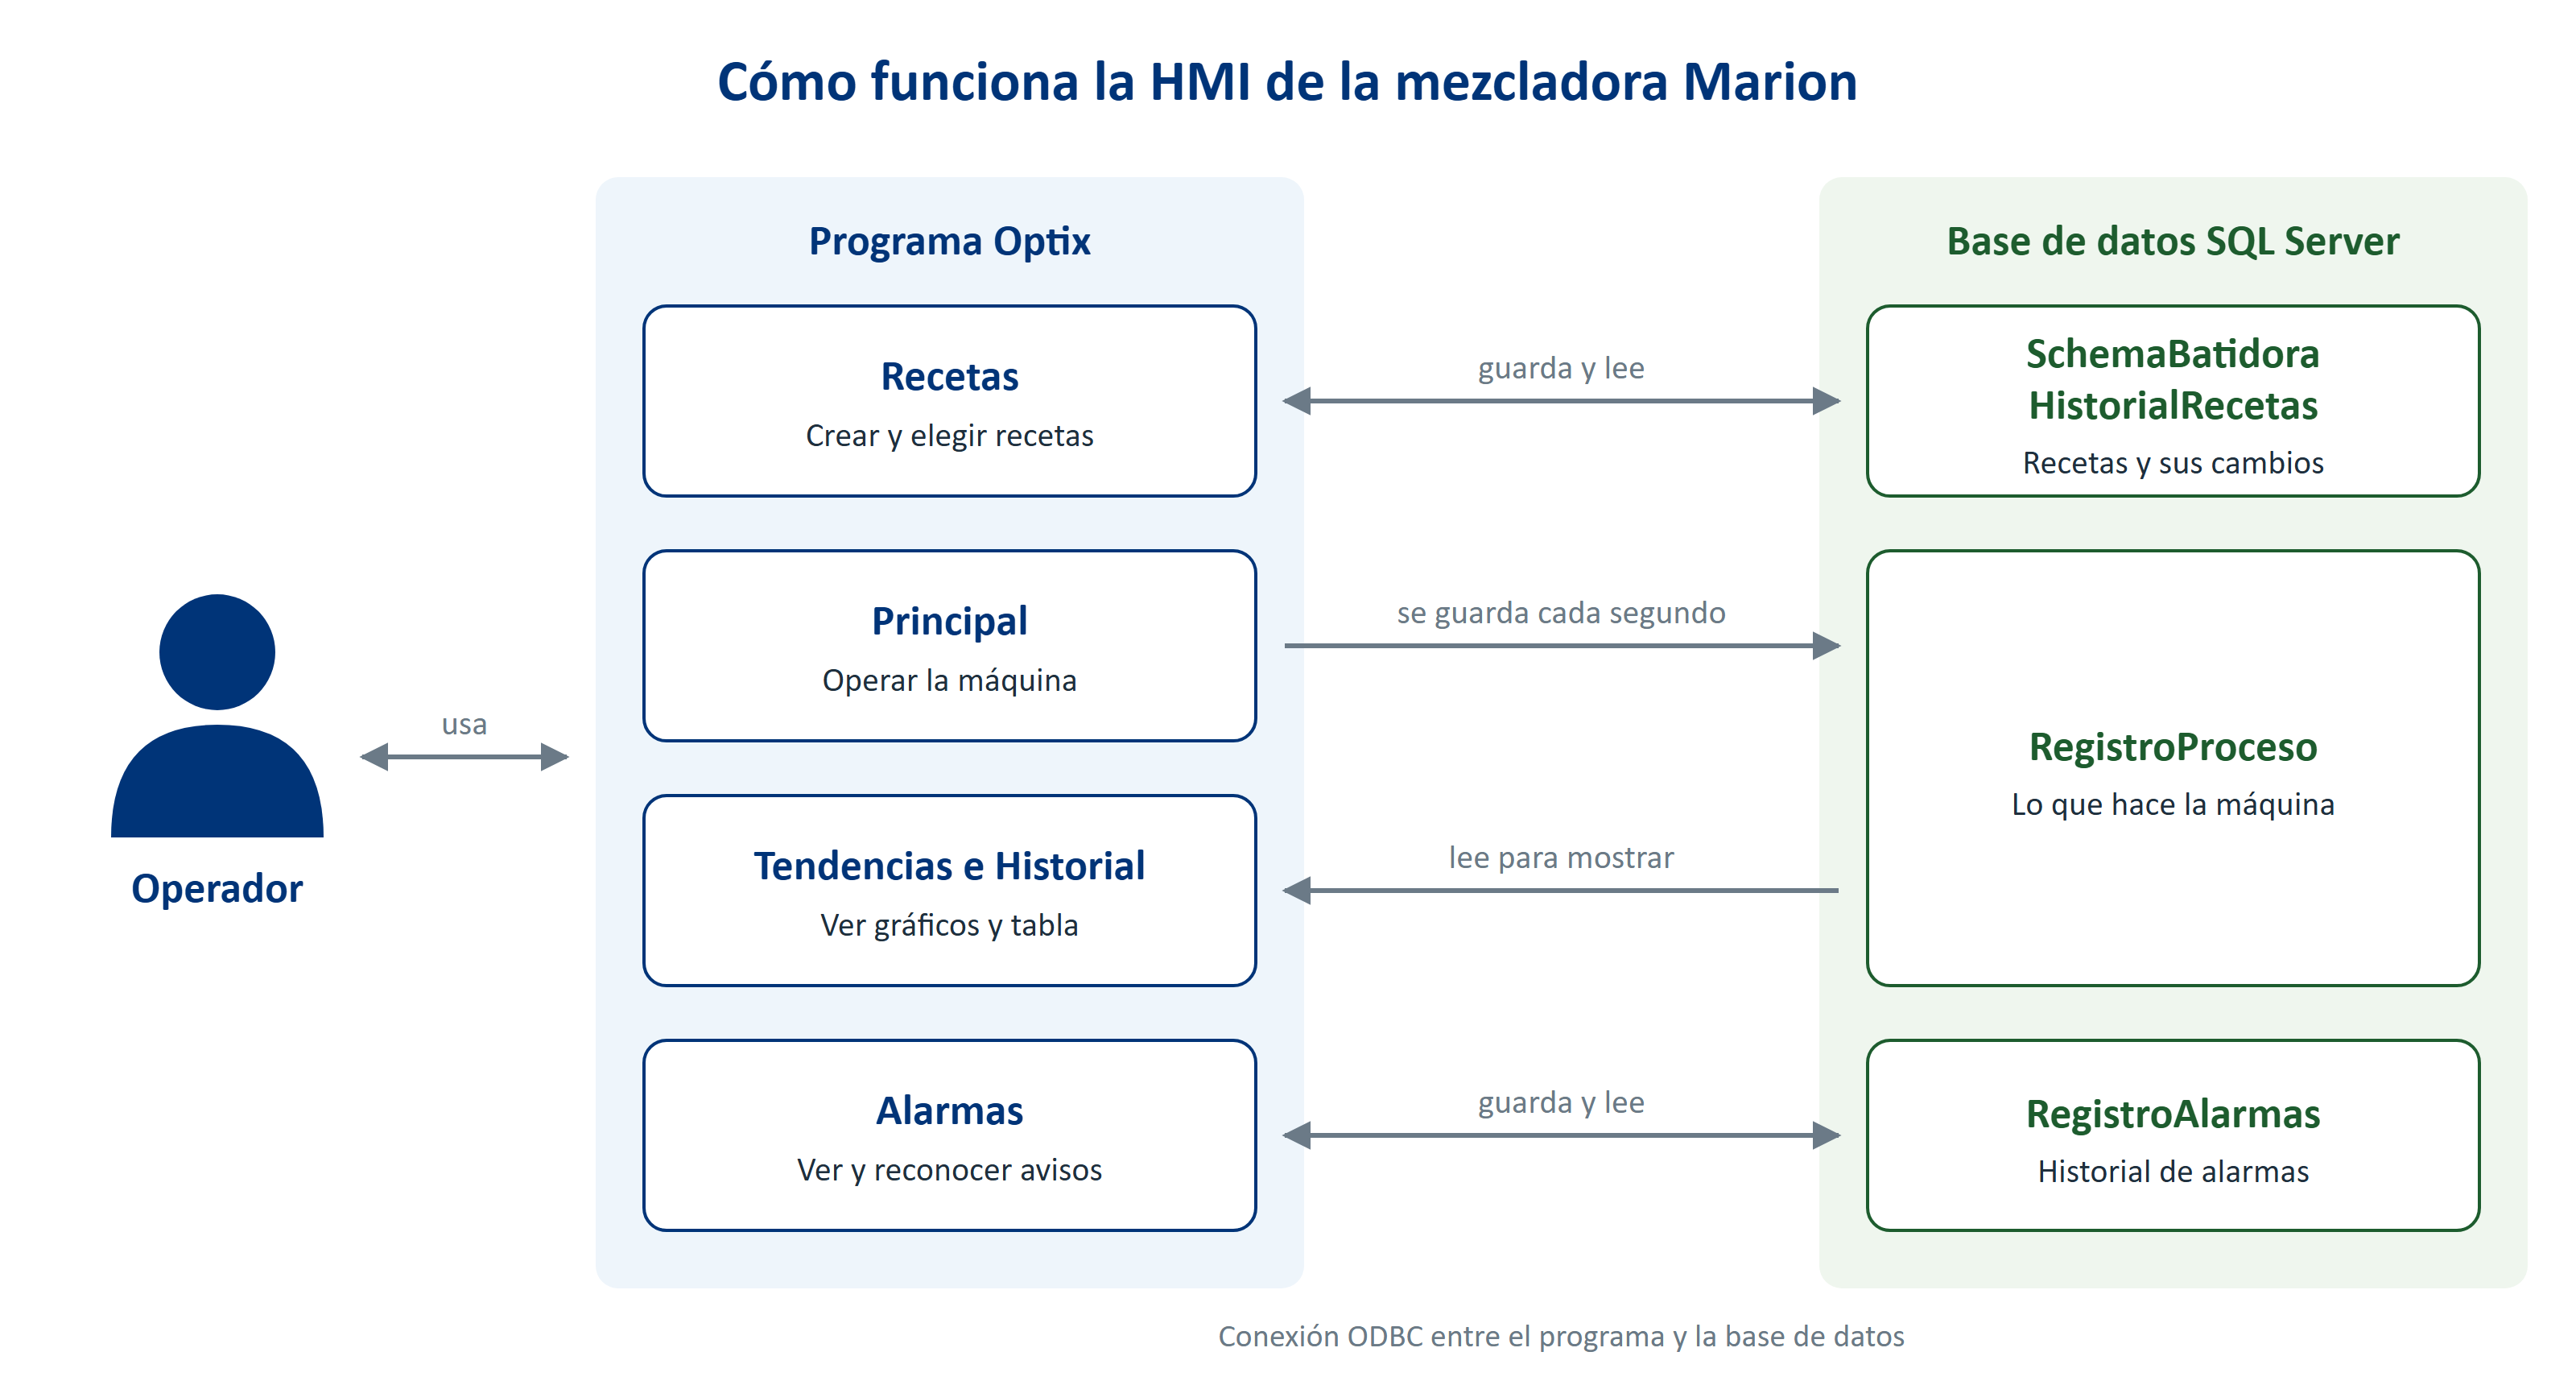 Cómo funciona la HMI de la mezcladora Marion
Operador
usa
Programa Optix
Recetas
Crear y elegir recetas
Principal
Operar la máquina
Tendencias e Historial
Ver gráficos y tabla
Alarmas
Ver y reconocer avisos
guarda y lee
se guarda cada segundo
lee para mostrar
guarda y lee
Base de datos SQL Server
SchemaBatidora
HistorialRecetas
Recetas y sus cambios
RegistroProceso
Lo que hace la máquina
RegistroAlarmas
Historial de alarmas
Conexión ODBC entre el programa y la base de datos